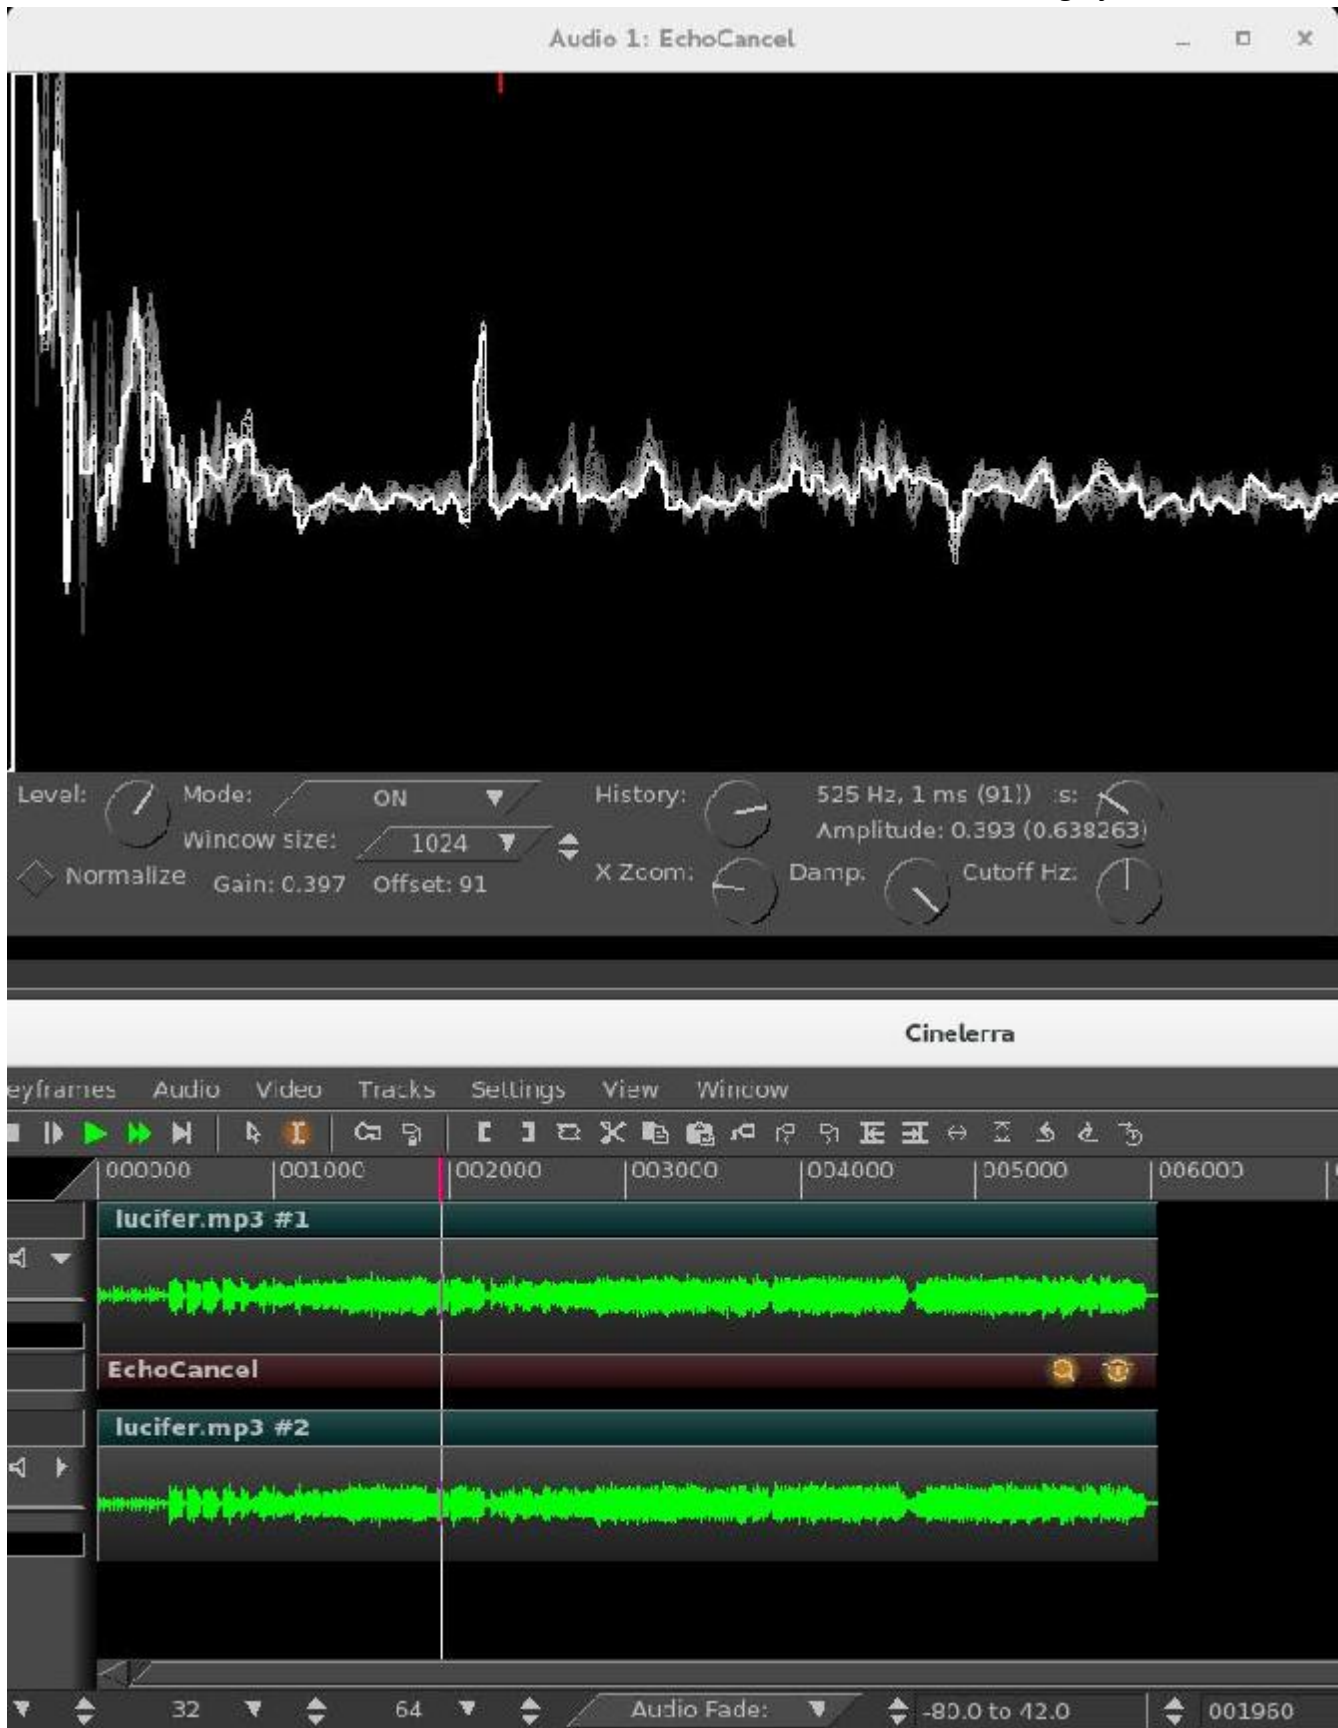 Audio 1: EchoCancel
Level: Mode: ON History: 525 Hz, 1 ms (91)) :s:
Amplitude: 0.393 (0.638263)
Window size: 1024
Normalize Gain: 0.397 Offset: 91 X Zoom: Damp: Cutoff Hz:
Cinelerra
eyframes Audio Video Tracks Settings View Window
000000 001000 002000 003000 004000 005000 006000
lucifer.mp3 #1
EchoCancel
lucifer.mp3 #2
32 64 Audio Fade: -80.0 to 42.0 001960